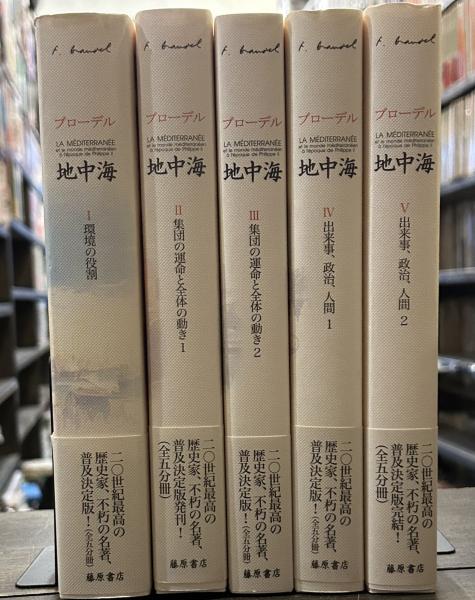 F. Braudel
ブローデル
LA MÉDITERRANÉE
et le monde méditerranéen
à l'époque de Philippe II
地中海
I 環境の役割
二〇世紀最高の
歴史家、不朽の名著、
普及決定版!(全五分冊)
藤原書店
F. Braudel
ブローデル
LA MÉDITERRANÉE
et le monde méditerranéen
à l'époque de Philippe II
地中海
II 集団の運命と全体の動き 1
二〇世紀最高の
歴史家、不朽の名著、
普及決定版発刊!
(全五分冊)
藤原書店
F. Braudel
ブローデル
LA MÉDITERRANÉE
et le monde méditerranéen
à l'époque de Philippe II
地中海
III 集団の運命と全体の動き 2
二〇世紀最高の
歴史家、不朽の名著、
普及決定版!(全五分冊)
藤原書店
F. Braudel
ブローデル
LA MÉDITERRANÉE
et le monde méditerranéen
à l'époque de Philippe II
地中海
IV 出来事、政治、人間 1
二〇世紀最高の
歴史家、不朽の名著、
普及決定版!(全五分冊)
藤原書店
F. Braudel
ブローデル
LA MÉDITERRANÉE
et le monde méditerranéen
à l'époque de Philippe II
地中海
V 出来事、政治、人間 2
二〇世紀最高の
歴史家、不朽の名著、
普及決定版完結!
(全五分冊)
藤原書店